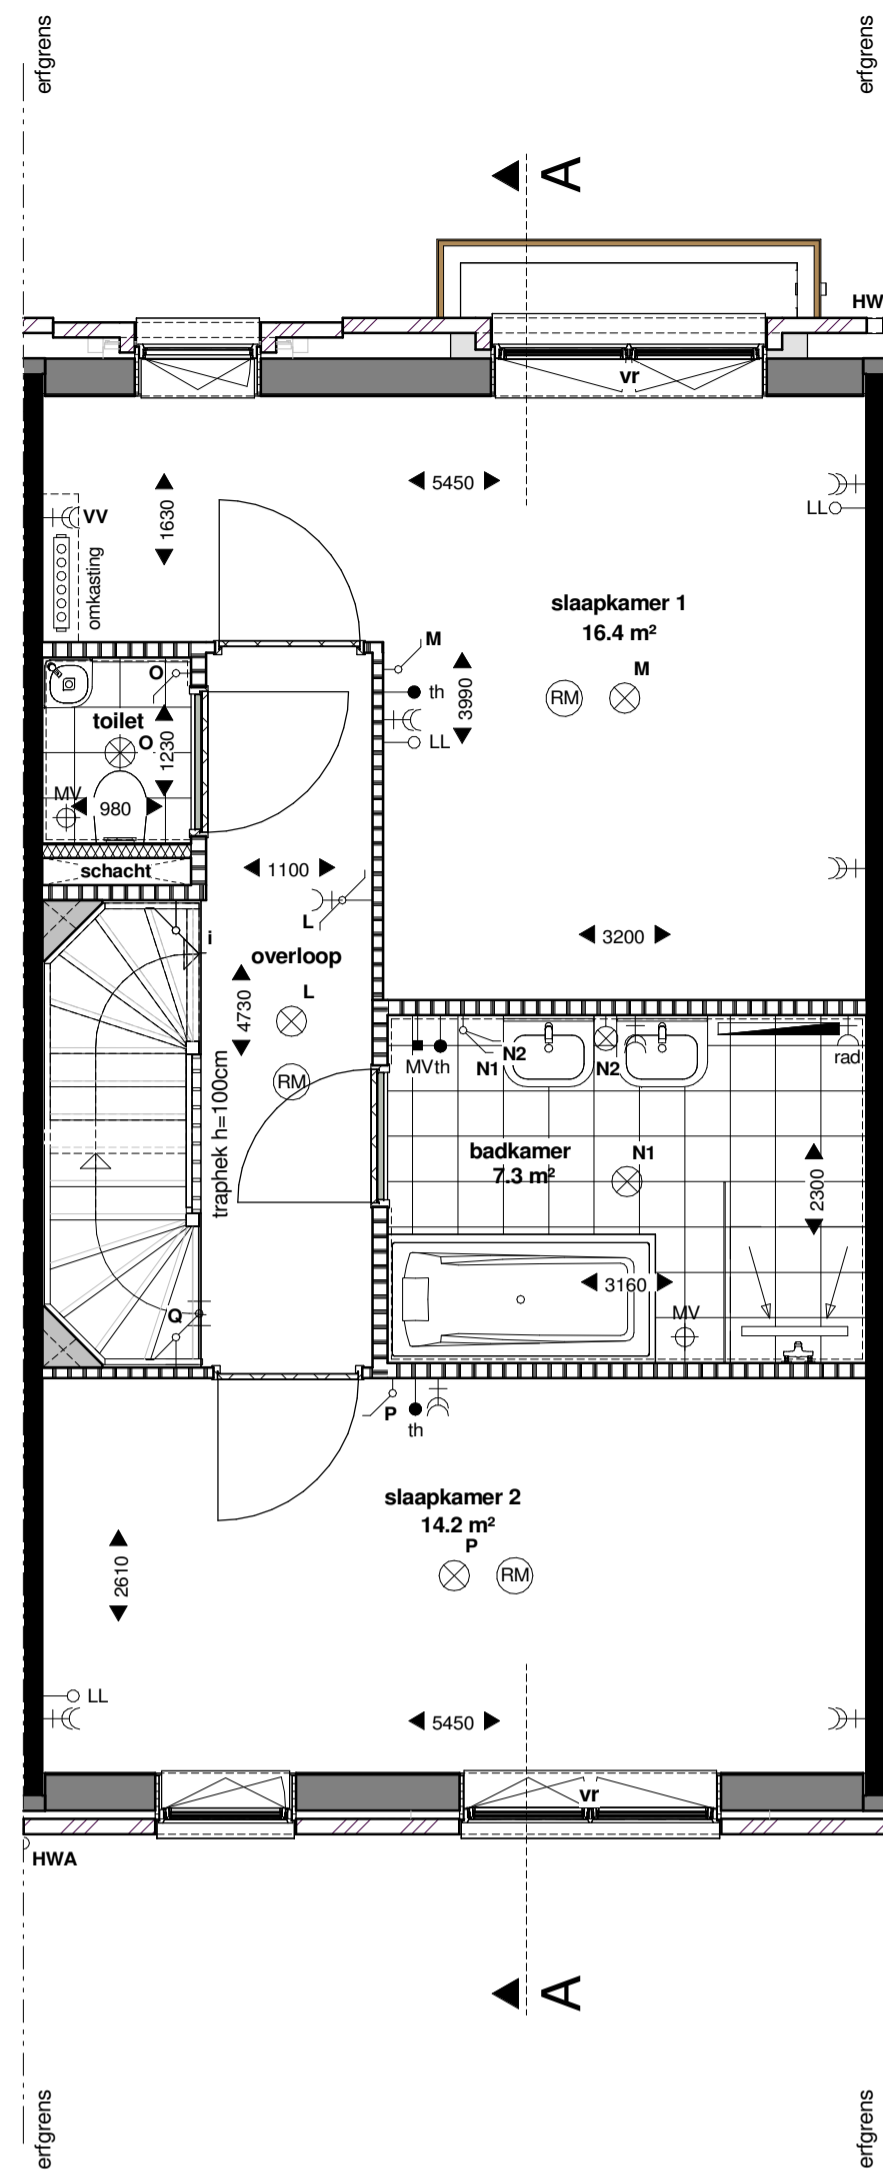 erfgrens
erfgrens
A
HW
vr
5450
1630
VV
LL
omkasting
slaapkamer 1
16.4 m²
M
M
RM
th
3990
O
toilet
O
1230
LL
MV
980
schacht
1100
L
3200
i
overloop
L
4730
N2
N1
MV
th
N2
rad
RM
traphek h=100cm
badkamer
7.3 m²
N1
2300
3160
MV
Q
P
th
slaapkamer 2
14.2 m²
P
RM
2610
LL
5450
vr
HWA
A
erfgrens
erfgrens